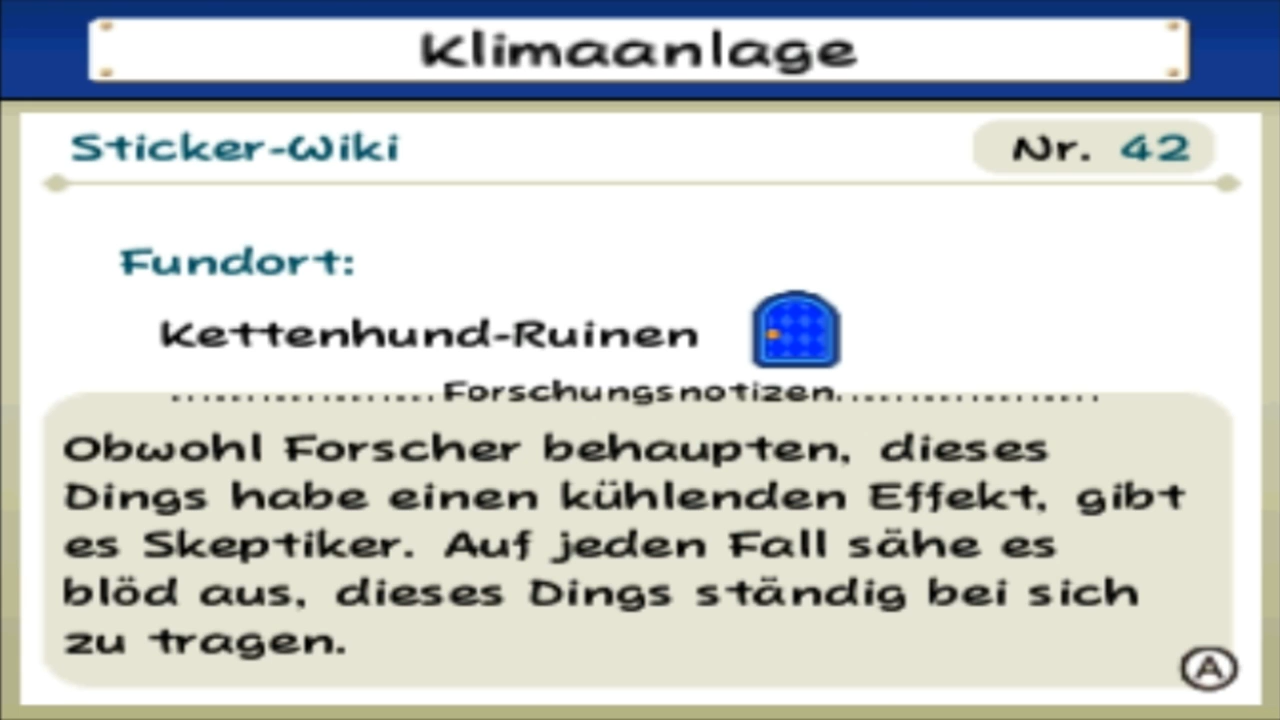 Klimaanlage
Sticker-Wiki
Nr. 42
Fundort:
Kettenhund-Ruinen
Forschungsnotizen
Obwohl Forscher behaupten, dieses
Dings habe einen kühlenden Effekt, gibt
es Skeptiker. Auf jeden Fall sähe es
blöd aus, dieses Dings ständig bei sich
zu tragen.
A